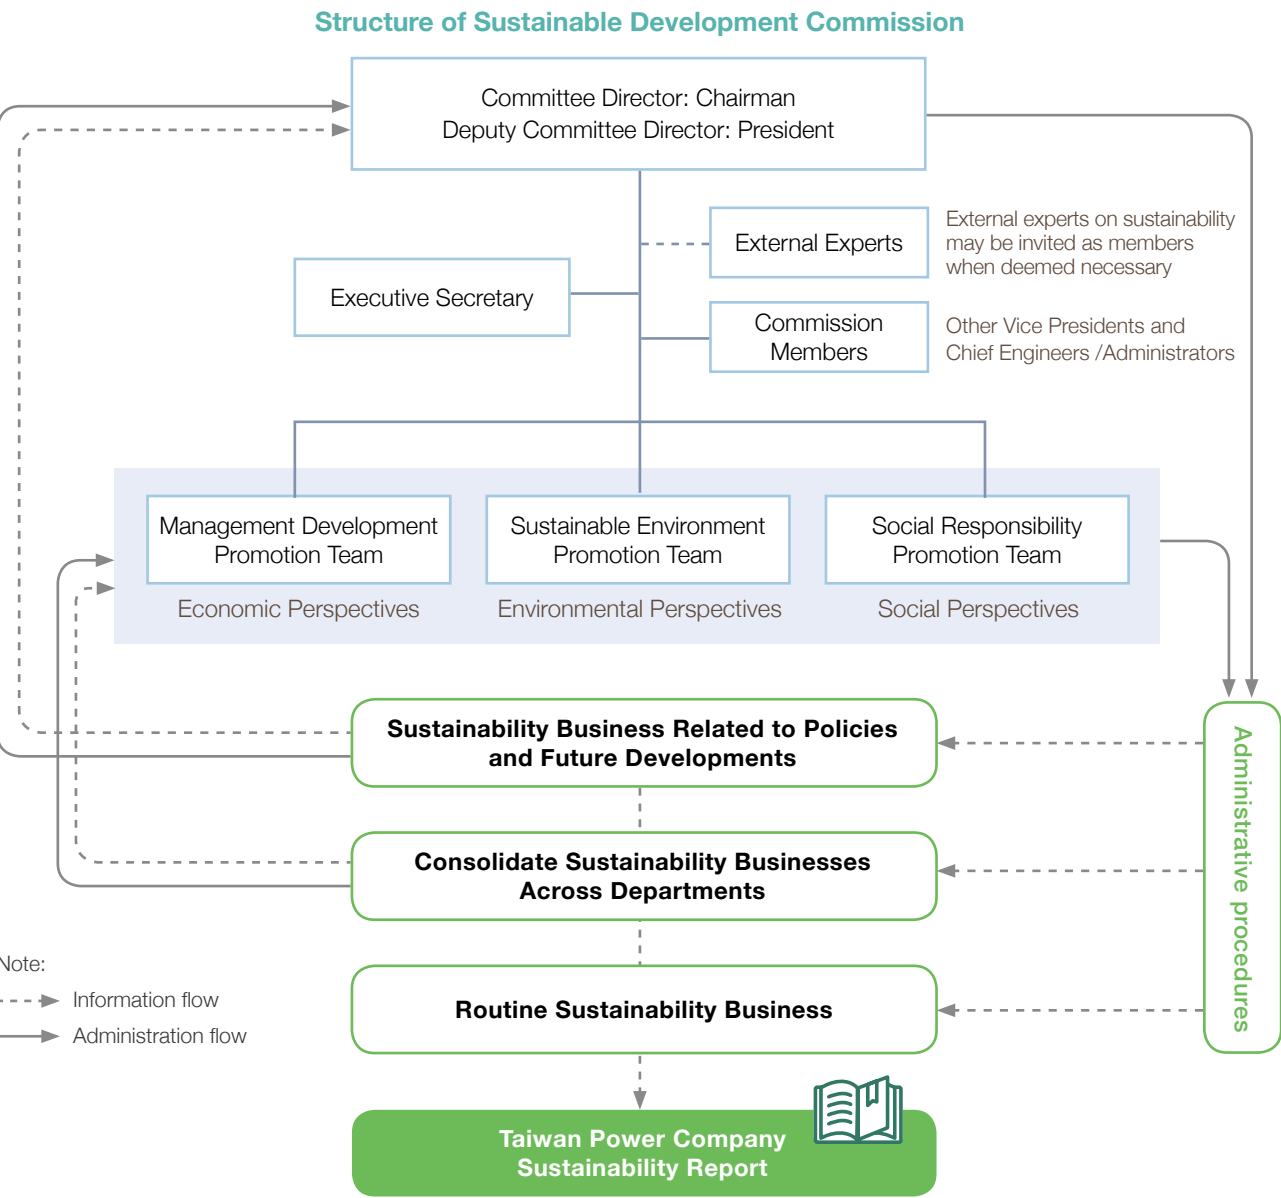 Structure of Sustainable Development Commission
Committee Director: Chairman
Deputy Committee Director: President
External Experts
External experts on sustainability
may be invited as members
when deemed necessary
Executive Secretary
Commission
Members
Other Vice Presidents and
Chief Engineers /Administrators
Management Development
Promotion Team
Economic Perspectives
Sustainable Environment
Promotion Team
Environmental Perspectives
Social Responsibility
Promotion Team
Social Perspectives
Sustainability Business Related to Policies
and Future Developments
Consolidate Sustainability Businesses
Across Departments
Routine Sustainability Business
Administrative procedures
Note:
Information flow
Administration flow
Taiwan Power Company
Sustainability Report